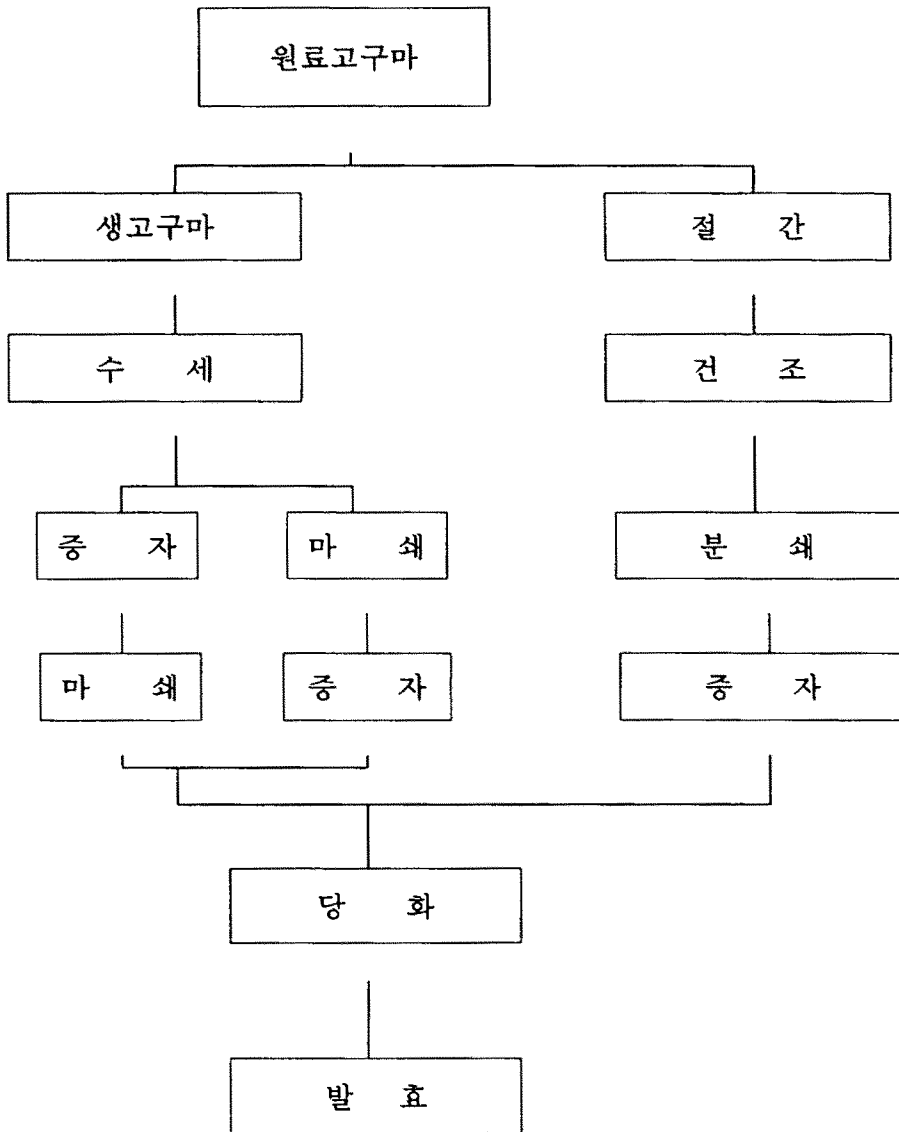 원료고구마
생고구마
절 간
수 세
건 조
증 자
마 쇄
분 쇄
마 쇄
증 자
증 자
당 화
발 효